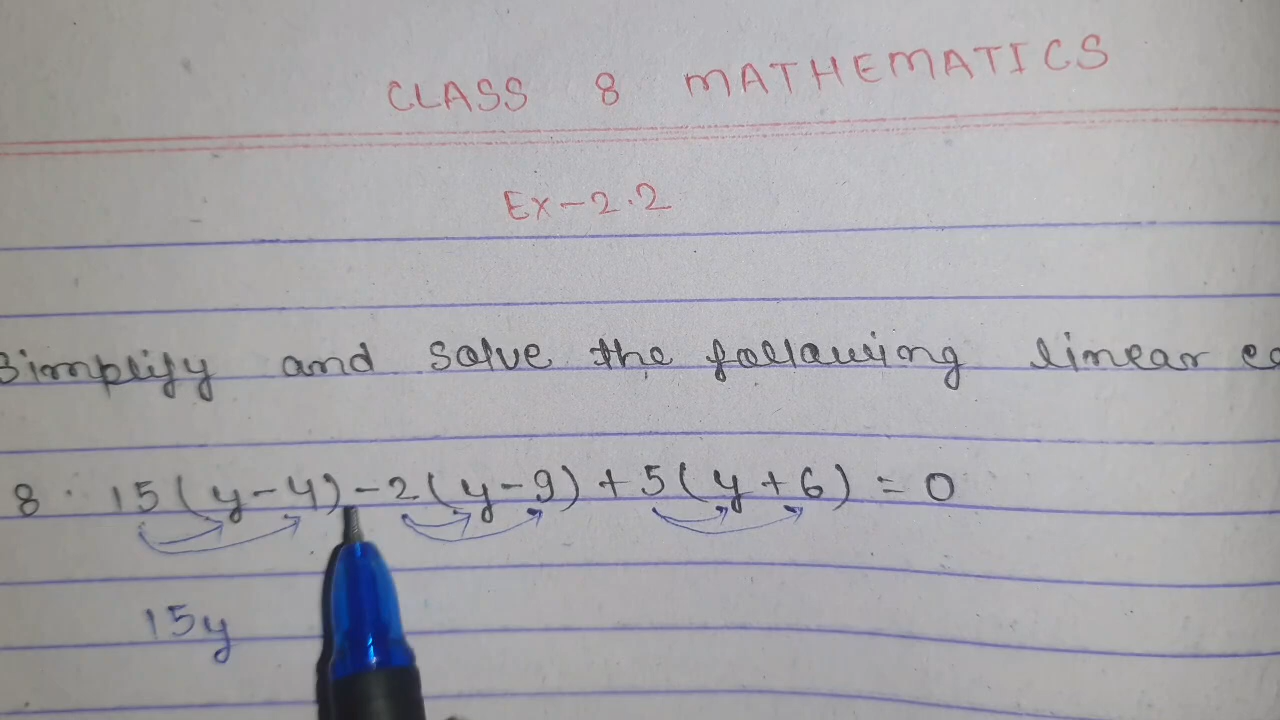 CLASS 8 MATHEMATICS
Ex-2.2
Simplify and solve the following linear
8. 15(y-4)-2(y-9)+5(y+6)=0
15y